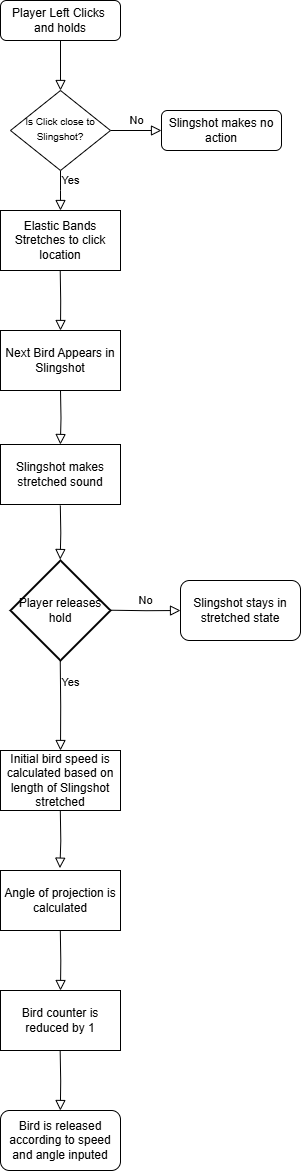 Player Left Clicks
and holds
Is Click close to
Slingshot?
No
Slingshot makes no
action
Yes
Elastic Bands
Stretches to click
location
Next Bird Appears in
Slingshot
Slingshot makes
stretched sound
Player releases
hold
No
Slingshot stays in
stretched state
Yes
Initial bird speed is
calculated based on
length of Slingshot
stretched
Angle of projection is
calculated
Bird counter is
reduced by 1
Bird is released
according to speed
and angle inputed